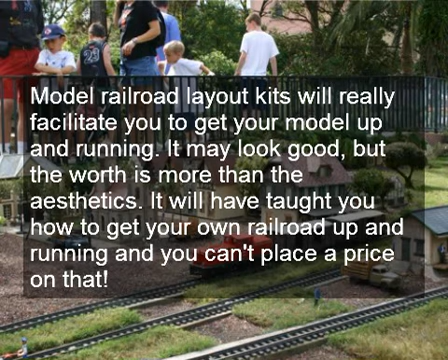 Model railroad layout kits will really
facilitate you to get your model up
and running. It may look good, but
the worth is more than the
aesthetics. It will have taught you
how to get your own railroad up and
running and you can't place a price
on that!